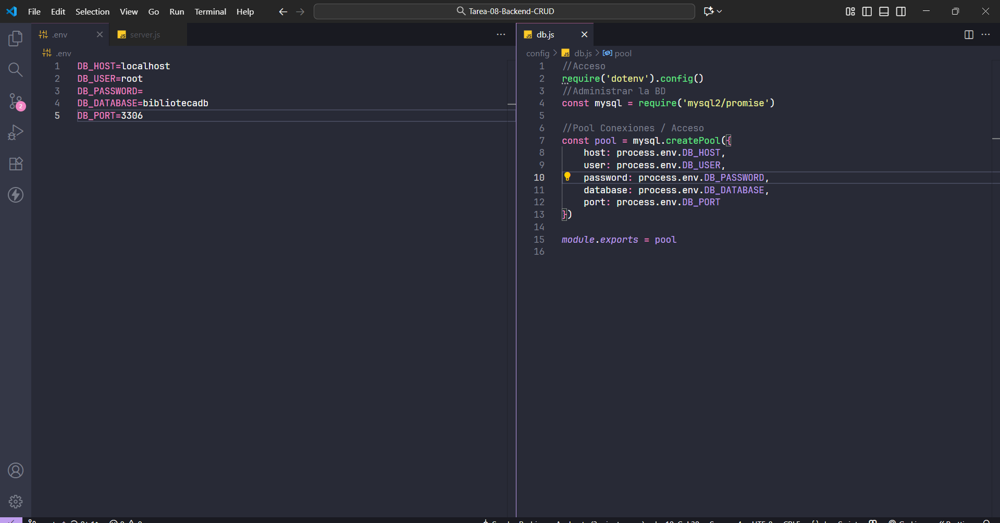 File Edit Selection View Go Run Terminal Help
Tarea-08-Backend-CRUD
.env
server.js
.env
1 DB_HOST=localhost
2 DB_USER=root
3 DB_PASSWORD=
4 DB_DATABASE=bibliotecadb
5 DB_PORT=3306
db.js
config > db.js > pool
1 //Acceso
2 require('dotenv').config()
3 //Administrar la BD
4 const mysql = require('mysql2/promise')
5
6 //Pool Conexiones / Acceso
7 const pool = mysql.createPool({
8 host: process.env.DB_HOST,
9 user: process.env.DB_USER,
10 password: process.env.DB_PASSWORD,
11 database: process.env.DB_DATABASE,
12 port: process.env.DB_PORT
13 })
14
15 module.exports = pool
16
2